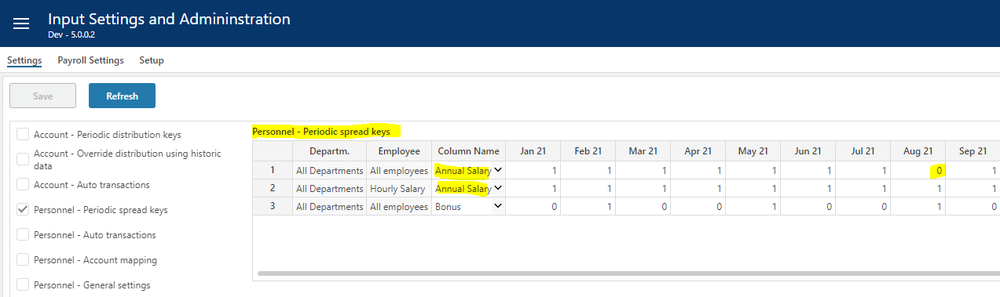 Input Settings and Admininstration
Dev - 5.0.0.2
Settings Payroll Settings Setup
Save Refresh
Account - Periodic distribution keys
Account - Override distribution using historic
data
Account - Auto transactions
Personnel - Periodic spread keys
Personnel - Auto transactions
Personnel - Account mapping
Personnel - General settings
Personnel - Periodic spread keys
Departm. Employee Column Name Jan 21 Feb 21 Mar 21 Apr 21 May 21 Jun 21 Jul 21 Aug 21 Sep 21
1 All Departments All employees Annual Salary 1 1 1 1 1 1 1 0 1
2 All Departments Hourly Salary Annual Salary 1 1 1 1 1 1 1 1 1
3 All Departments All employees Bonus 0 1 0 0 1 0 0 1 0